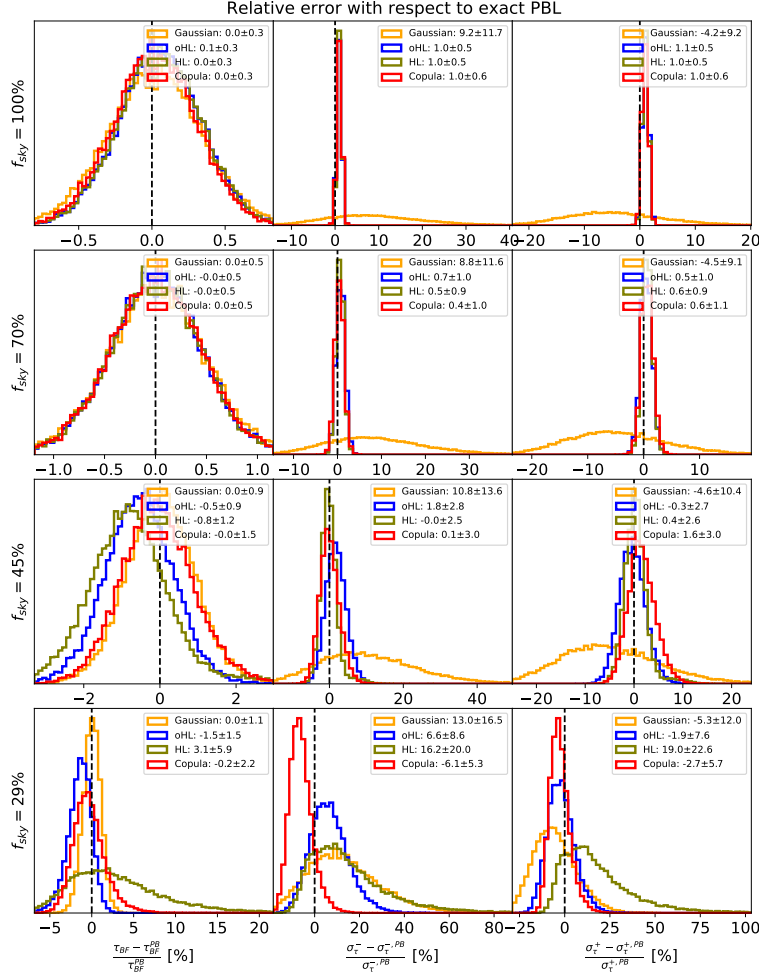 Relative error with respect to exact PBL
f_sky = 100%
Gaussian: 0.0±0.3
oHL: 0.1±0.3
HL: 0.0±0.3
Copula: 0.0±0.3
−0.5 0.0 0.5
Gaussian: 9.2±11.7
oHL: 1.0±0.5
HL: 1.0±0.5
Copula: 1.0±0.6
−10 0 10 20 30 40
Gaussian: -4.2±9.2
oHL: 1.1±0.5
HL: 1.0±0.5
Copula: 1.0±0.6
−20 −10 0 10 20
f_sky = 70%
Gaussian: 0.0±0.5
oHL: -0.0±0.5
HL: -0.0±0.5
Copula: 0.0±0.5
−1.0 −0.5 0.0 0.5 1.0
Gaussian: 8.8±11.6
oHL: 0.7±1.0
HL: 0.5±0.9
Copula: 0.4±1.0
−10 0 10 20 30 40
Gaussian: -4.5±9.1
oHL: 0.5±1.0
HL: 0.6±0.9
Copula: 0.6±1.1
−20 −10 0 10
f_sky = 45%
Gaussian: 0.0±0.9
oHL: -0.5±0.9
HL: -0.8±1.2
Copula: -0.0±1.5
−2 0 2
Gaussian: 10.8±13.6
oHL: 1.8±2.8
HL: -0.0±2.5
Copula: 0.1±3.0
0 20 40
Gaussian: -4.6±10.4
oHL: -0.3±2.7
HL: 0.4±2.6
Copula: 1.6±3.0
−20 −10 0 10 20
f_sky = 29%
Gaussian: 0.0±1.1
oHL: -1.5±1.5
HL: 3.1±5.9
Copula: -0.2±2.2
−5 0 5 10 15 20
Gaussian: 13.0±16.5
oHL: 6.6±8.6
HL: 16.2±20.0
Copula: -6.1±5.3
0 20 40 60 80
Gaussian: -5.3±12.0
oHL: -1.9±7.6
HL: 19.0±22.6
Copula: -2.7±5.7
−25 0 25 50 75 100
(τ_BF − τ_BF^PB) / τ_BF^PB [%]
(σ_τ^− − σ_τ^−,PB) / σ_τ^−,PB [%]
(σ_τ^+ − σ_τ^+,PB) / σ_τ^+,PB [%]